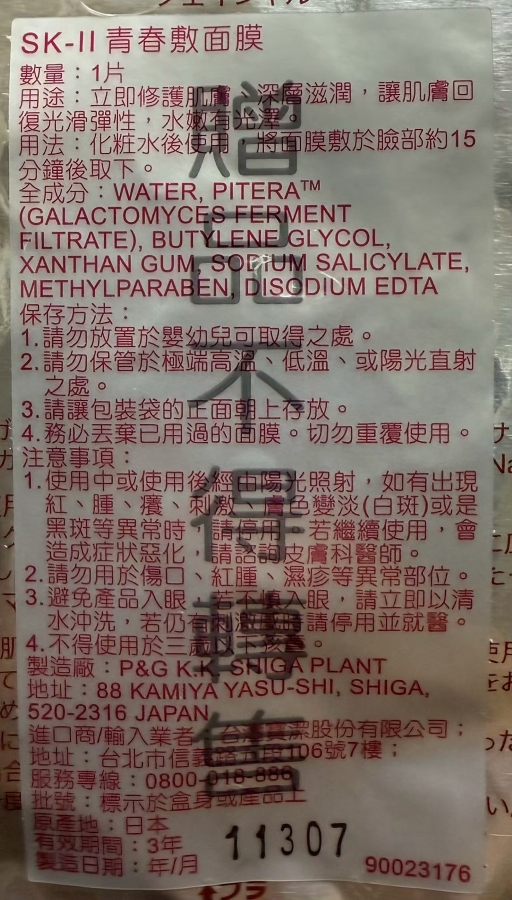 SK-II 青春敷面膜
數量：1片
用途：立即修護肌膚，深層滋潤，讓肌膚回
復光滑彈性，水嫩有光澤。
用法：化粧水後使用，將面膜敷於臉部約15
分鐘後取下。
全成分：WATER, PITERA™
(GALACTOMYCES FERMENT
FILTRATE), BUTYLENE GLYCOL,
XANTHAN GUM, SODIUM SALICYLATE,
METHYLPARABEN, DISODIUM EDTA
保存方法：
1.請勿放置於嬰幼兒可取得之處。
2.請勿保管於極端高溫、低溫、或陽光直射
之處。
3.請讓包裝袋的正面朝上存放。
4.務必丟棄已用過的面膜。切勿重覆使用。
注意事項：
1.使用中或使用後經由陽光照射，如有出現
紅、腫、癢、刺激、膚色變淡(白斑)或是
黑斑等異常時，請停用。若繼續使用，會
造成症狀惡化，請諮詢皮膚科醫師。
2.請勿用於傷口、紅腫、濕疹等異常部位。
3.避免產品入眼，若不慎入眼，請立即以清
水沖洗，若仍有刺激感時請停用並就醫。
4.不得使用於三歲以下孩童。
製造廠：P&G K.K. SHIGA PLANT
地址：88 KAMIYA YASU-SHI, SHIGA,
520-2316 JAPAN
進口商/輸入業者：台灣寶潔股份有限公司；
地址：台北市信義路五段106號7樓；
服務專線：0800-018-886
批號：標示於盒身或產品上
原產地：日本
有效期間：3年
製造日期：年/月
11307
90023176
贈品不得轉售